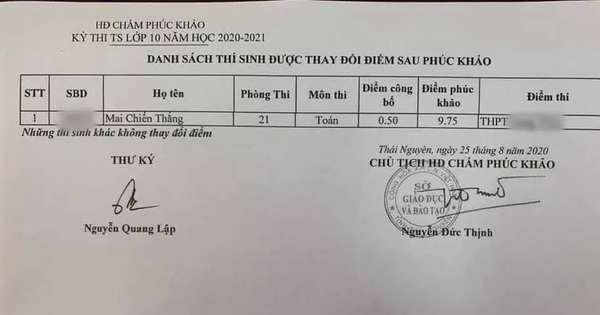 HĐ CHẤM PHÚC KHẢO
KỲ THI TS LỚP 10 NĂM HỌC 2020-2021
DANH SÁCH THÍ SINH ĐƯỢC THAY ĐỔI ĐIỂM SAU PHÚC KHẢO
STT SBD Họ tên Phòng Thi Môn thi Điểm công bố Điểm phúc khảo Điểm thi
1 Mai Chiến Thắng 21 Toán 0.50 9.75 THPT
Những thí sinh khác không thay đổi điểm
Thái Nguyên, ngày 25 tháng 8 năm 2020
THƯ KÝ CHỦ TỊCH HĐ CHẤM PHÚC KHẢO
SỞ
GIÁO DỤC
VÀ ĐÀO TẠO
Nguyễn Quang Lập Nguyễn Đức Thịnh